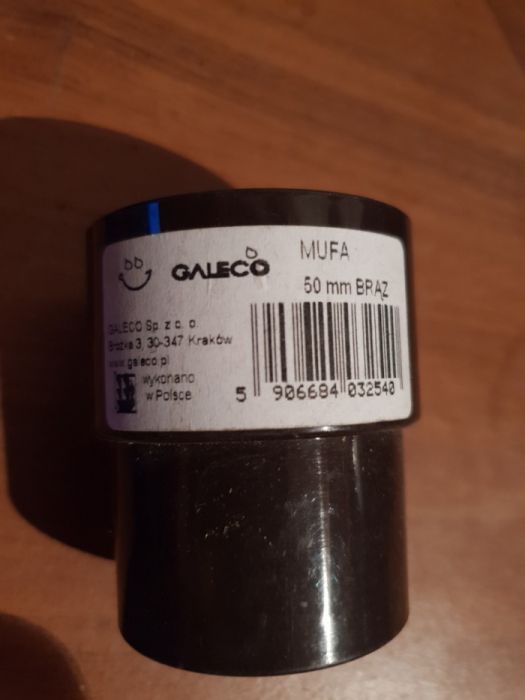 GALECO
MUFA
50 mm BRĄZ
GALECO Sp. z o. o.
Brożka 3, 30-347 Kraków
www.galeco.pl
wykonano
w Polsce
5 906684 032540